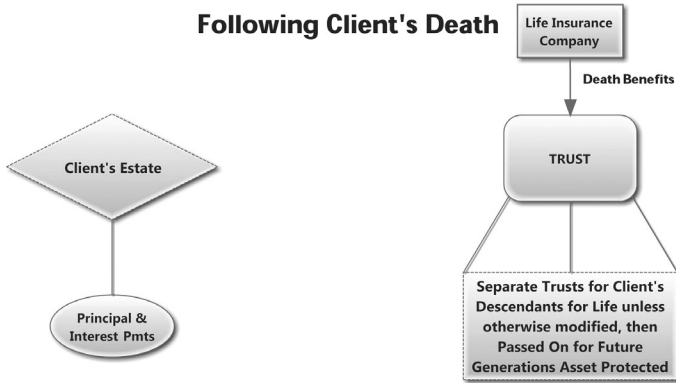 Following Client's Death
Life Insurance
Company
Death Benefits
Client's Estate
TRUST
Principal &
Interest Pmts
Separate Trusts for Client's
Descendants for Life unless
otherwise modified, then
Passed On for Future
Generations Asset Protected